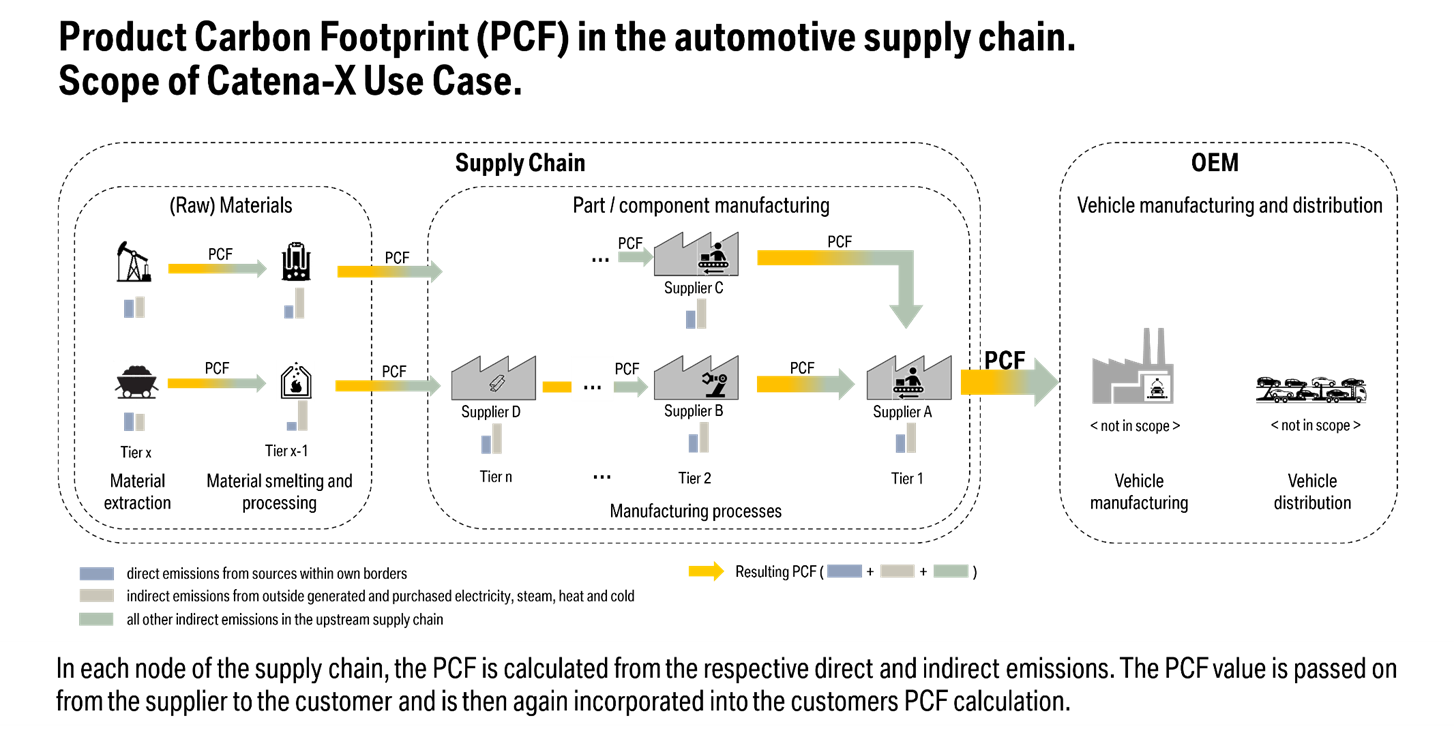 Product Carbon Footprint (PCF) in the automotive supply chain.
Scope of Catena-X Use Case.
Supply Chain
(Raw) Materials
PCF
PCF
PCF
PCF
Tier x
Tier x-1
Material
extraction
Material smelting and
processing
Part / component manufacturing
...
PCF
PCF
Supplier C
Supplier D
...
PCF
Supplier B
PCF
Supplier A
Tier n
...
Tier 2
Tier 1
Manufacturing processes
PCF
OEM
Vehicle manufacturing and distribution
< not in scope >
< not in scope >
Vehicle
manufacturing
Vehicle
distribution
direct emissions from sources within own borders
indirect emissions from outside generated and purchased electricity, steam, heat and cold
all other indirect emissions in the upstream supply chain
Resulting PCF ( + + )
In each node of the supply chain, the PCF is calculated from the respective direct and indirect emissions. The PCF value is passed on
from the supplier to the customer and is then again incorporated into the customers PCF calculation.